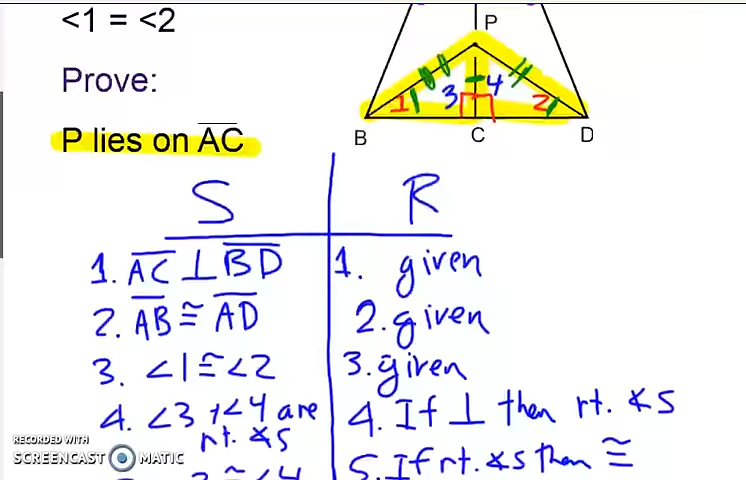 <1 = <2
P
Prove:
3 4
1 2
P lies on AC
B C D
S R
1. AC ⊥ BD 1. given
2. AB ≅ AD 2. given
3. <1 ≅ <2 3. given
4. <3 + <4 are 4. If ⊥ then rt. ∡s
rt. ∡s
≅ <4 5. If rt. ∡s then ≅
RECORDED WITH
SCREENCAST MATIC